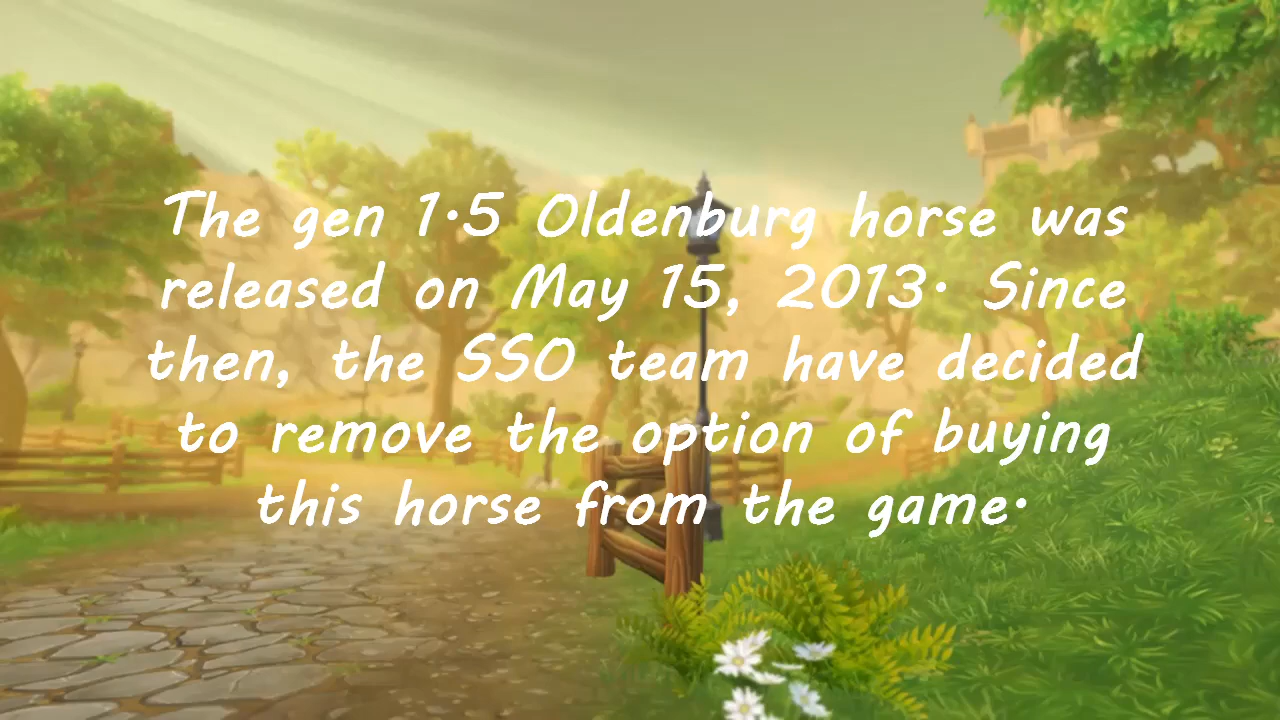 The gen 1.5 Oldenburg horse was
released on May 15, 2013. Since
then, the SSO team have decided
to remove the option of buying
this horse from the game.